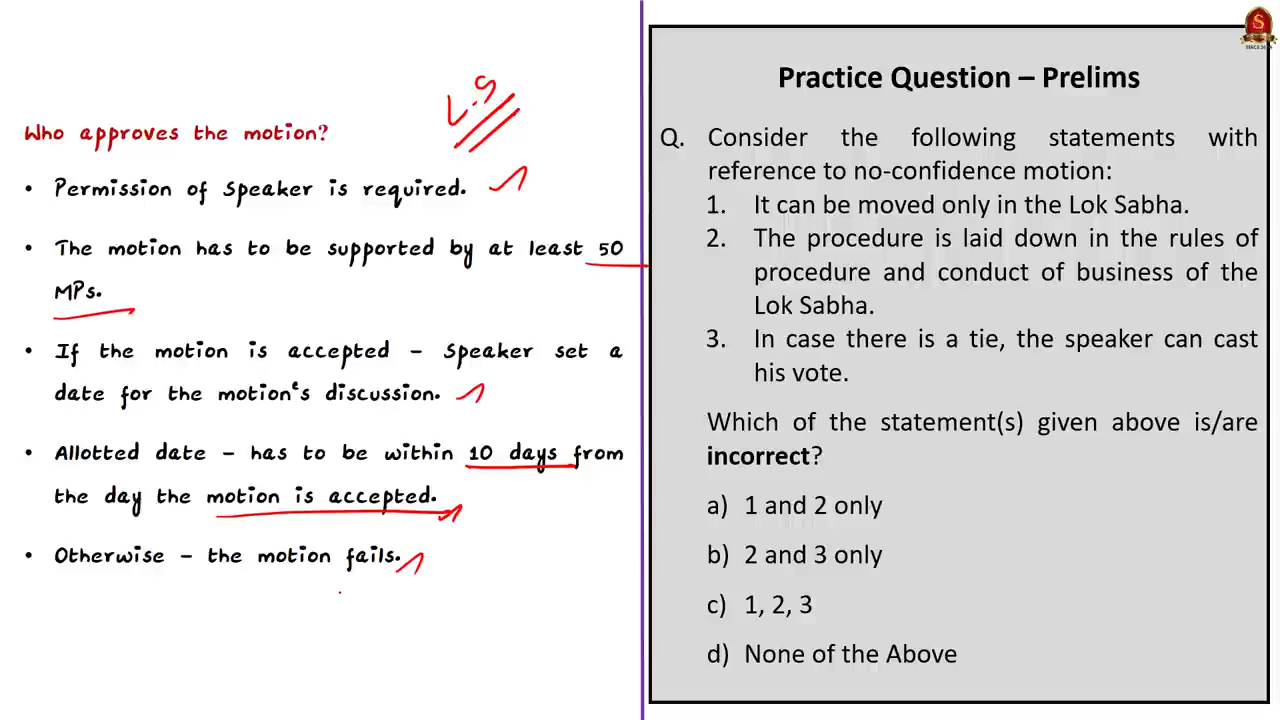 L.S
Who approves the motion?
• Permission of Speaker is required.
• The motion has to be supported by at least 50
MPs.
• If the motion is accepted – Speaker set a
date for the motion's discussion.
• Allotted date – has to be within 10 days from
the day the motion is accepted.
• Otherwise – the motion fails.
S
Practice Question – Prelims
Q. Consider the following statements with
reference to no-confidence motion:
1. It can be moved only in the Lok Sabha.
2. The procedure is laid down in the rules of
procedure and conduct of business of the
Lok Sabha.
3. In case there is a tie, the speaker can cast
his vote.
Which of the statement(s) given above is/are
incorrect?
a) 1 and 2 only
b) 2 and 3 only
c) 1, 2, 3
d) None of the Above